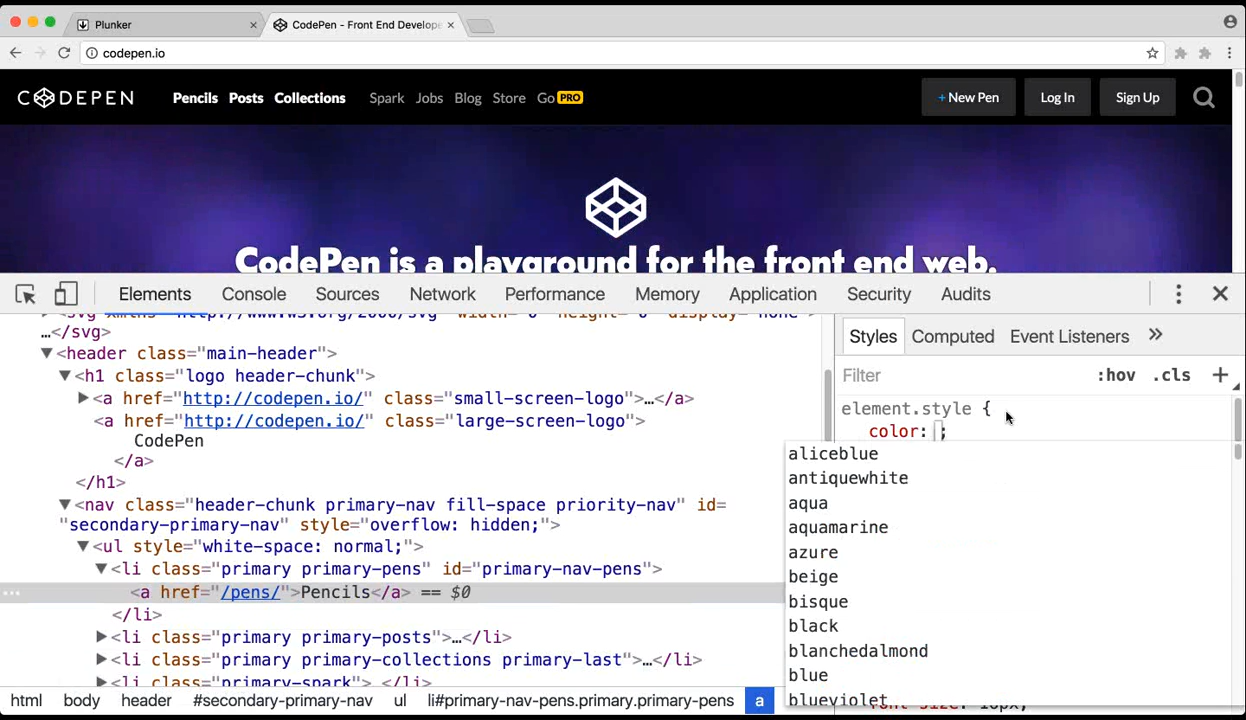 Plunker
CodePen - Front End Develope
codepen.io
CODEPEN
Pencils Posts Collections Spark Jobs Blog Store Go PRO
+ New Pen Log In Sign Up
CodePen is a playground for the front end web.
Elements Console Sources Network Performance Memory Application Security Audits
…</svg>
<header class="main-header">
<h1 class="logo header-chunk">
<a href="http://codepen.io/" class="small-screen-logo">…</a>
<a href="http://codepen.io/" class="large-screen-logo">
CodePen
</a>
</h1>
<nav class="header-chunk primary-nav fill-space priority-nav" id=
"secondary-primary-nav" style="overflow: hidden;">
<ul style="white-space: normal;">
<li class="primary primary-pens" id="primary-nav-pens">
<a href="/pens/">Pencils</a> == $0
</li>
<li class="primary primary-posts">…</li>
<li class="primary primary-collections primary-last">…</li>
<li class="primary primary-spark">…</li>
html body header #secondary-primary-nav ul li#primary-nav-pens.primary.primary-pens a
Styles Computed Event Listeners »
Filter :hov .cls +
element.style {
color: ;
aliceblue
antiquewhite
aqua
aquamarine
azure
beige
bisque
black
blanchedalmond
blue
blueviolet